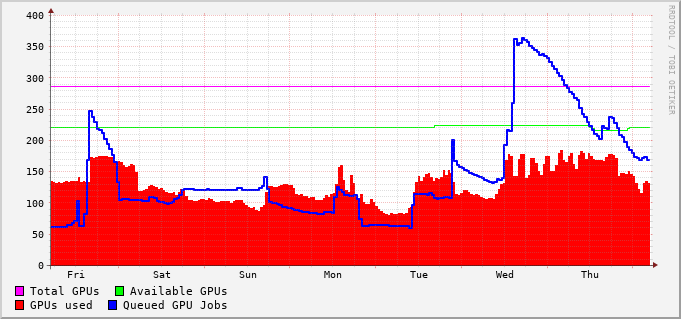 400
350
300
250
200
150
100
50
0
Fri Sat Sun Mon Tue Wed Thu
Total GPUs Available GPUs
GPUs used Queued GPU Jobs
RRDTOOL / TOBI OETIKER